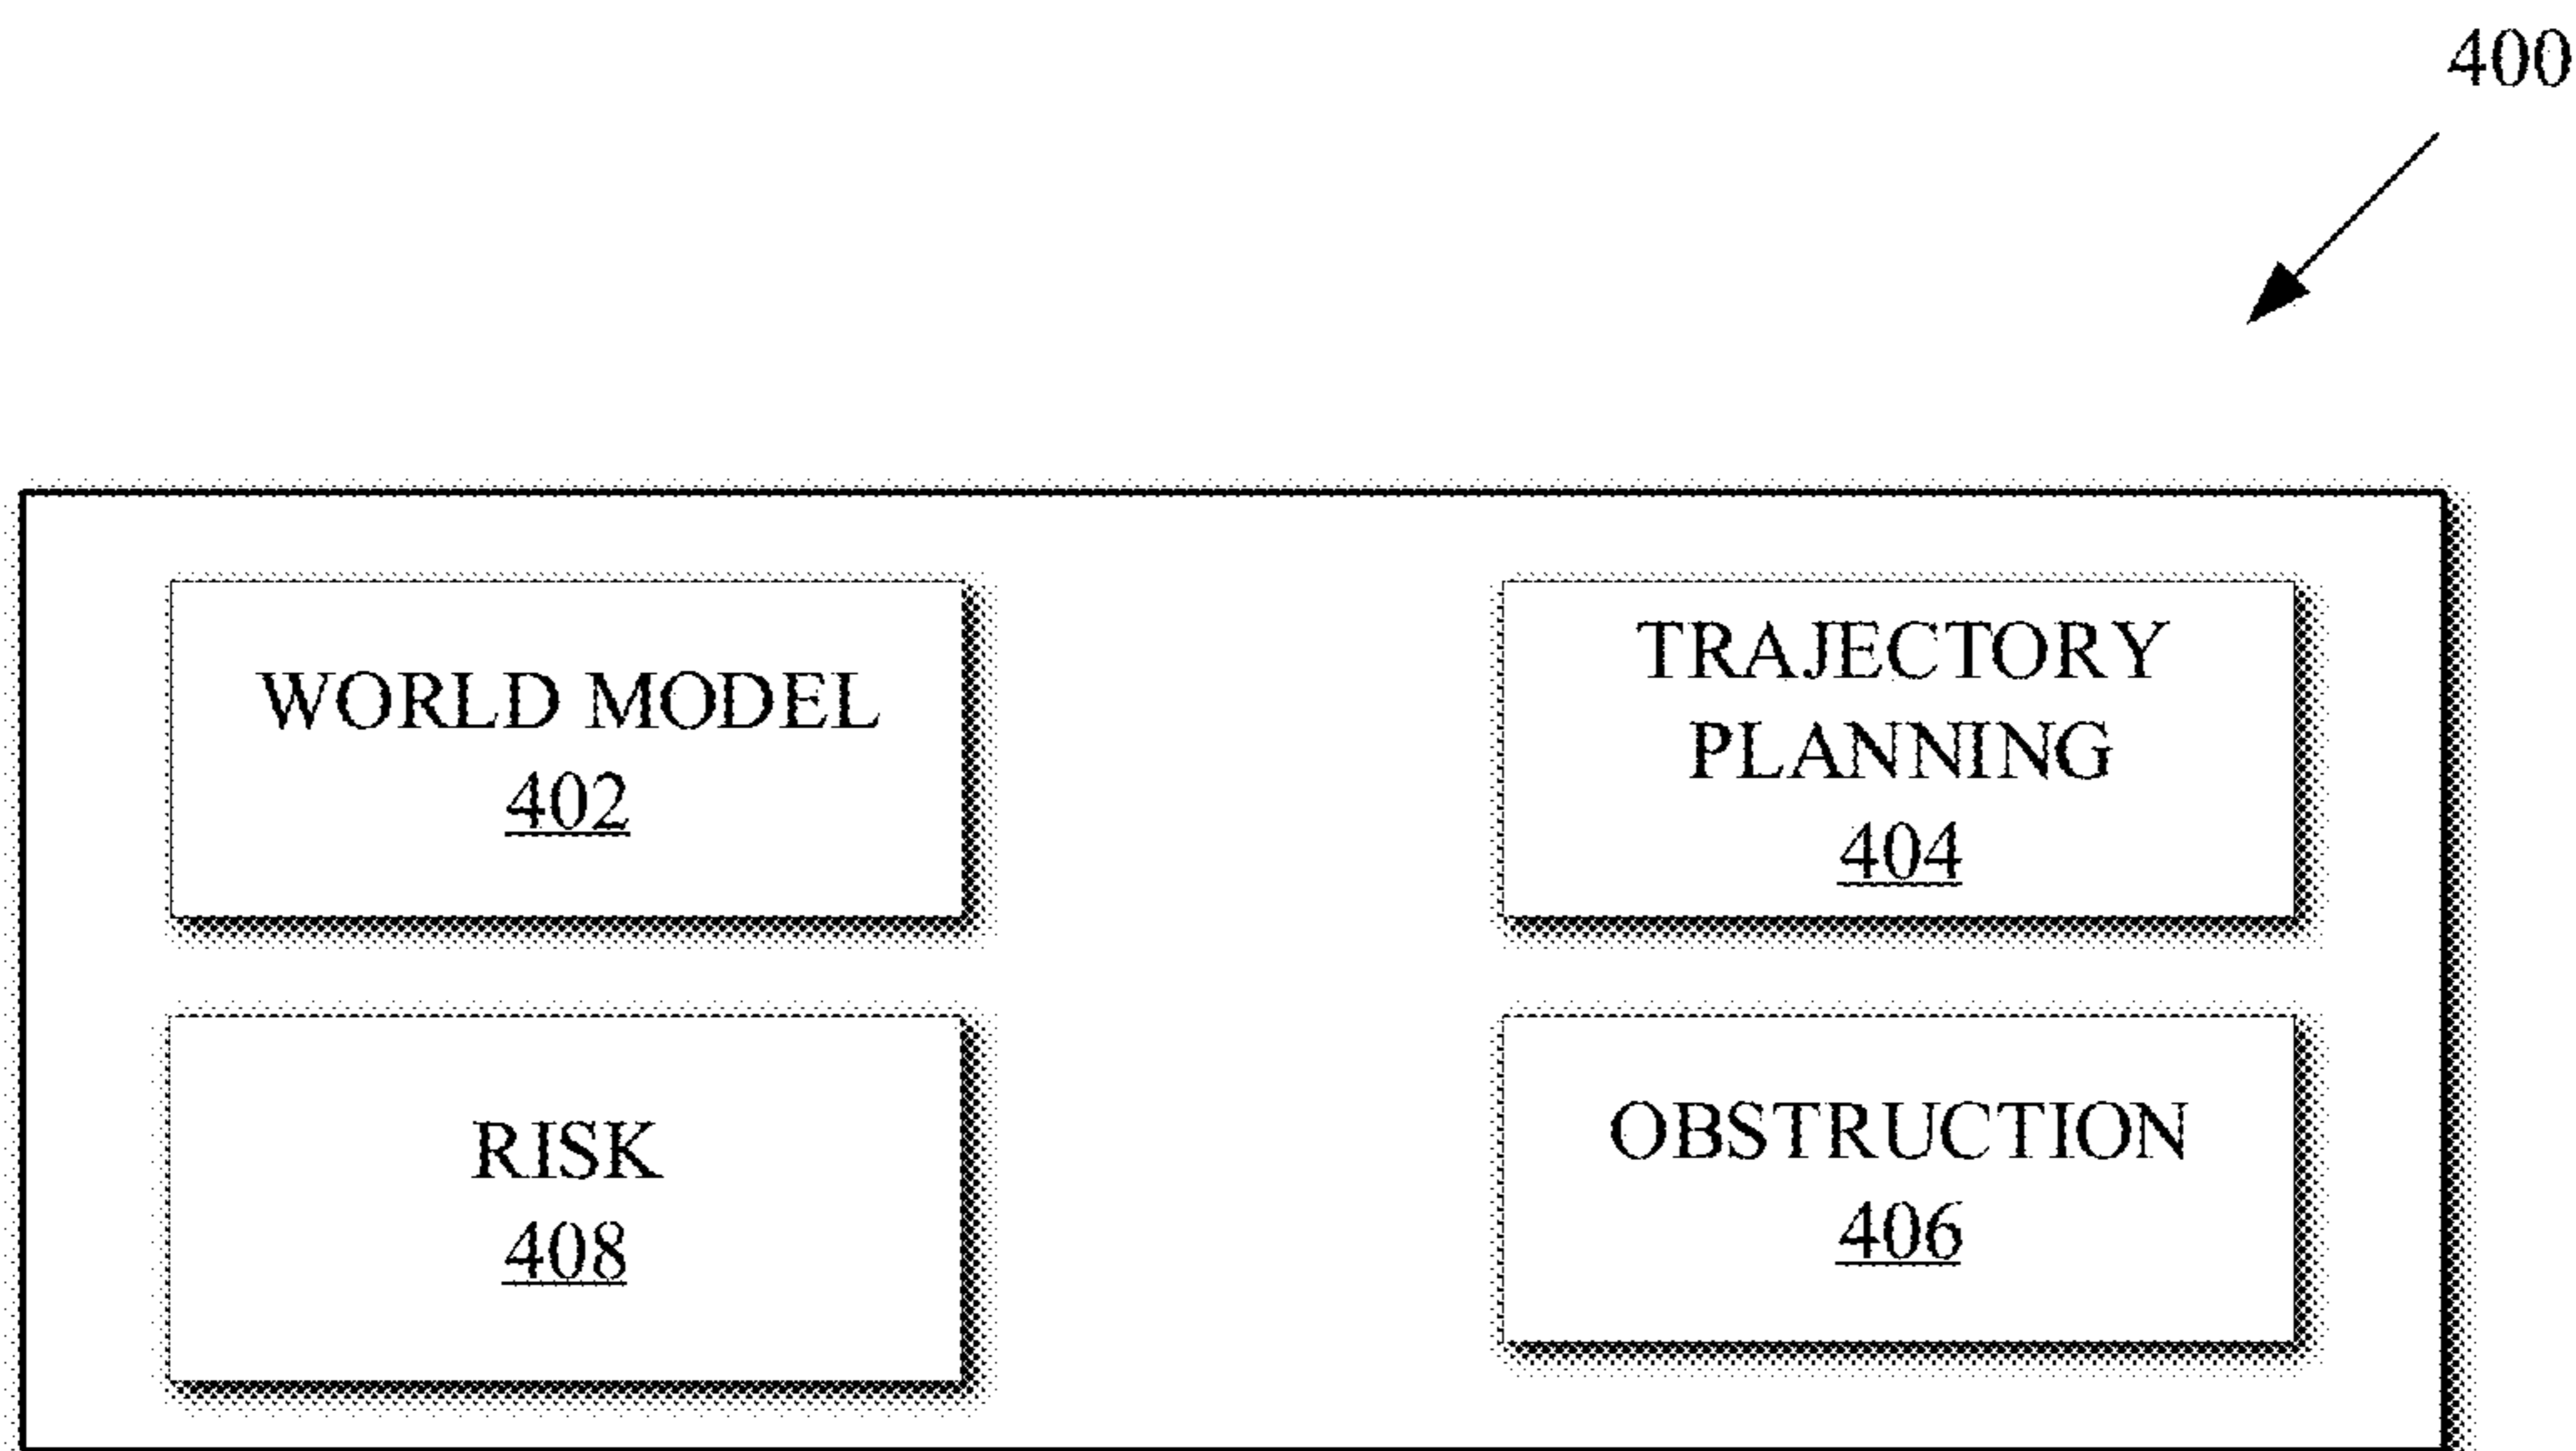 400
WORLD MODEL
402
TRAJECTORY
PLANNING
404
RISK
408
OBSTRUCTION
406